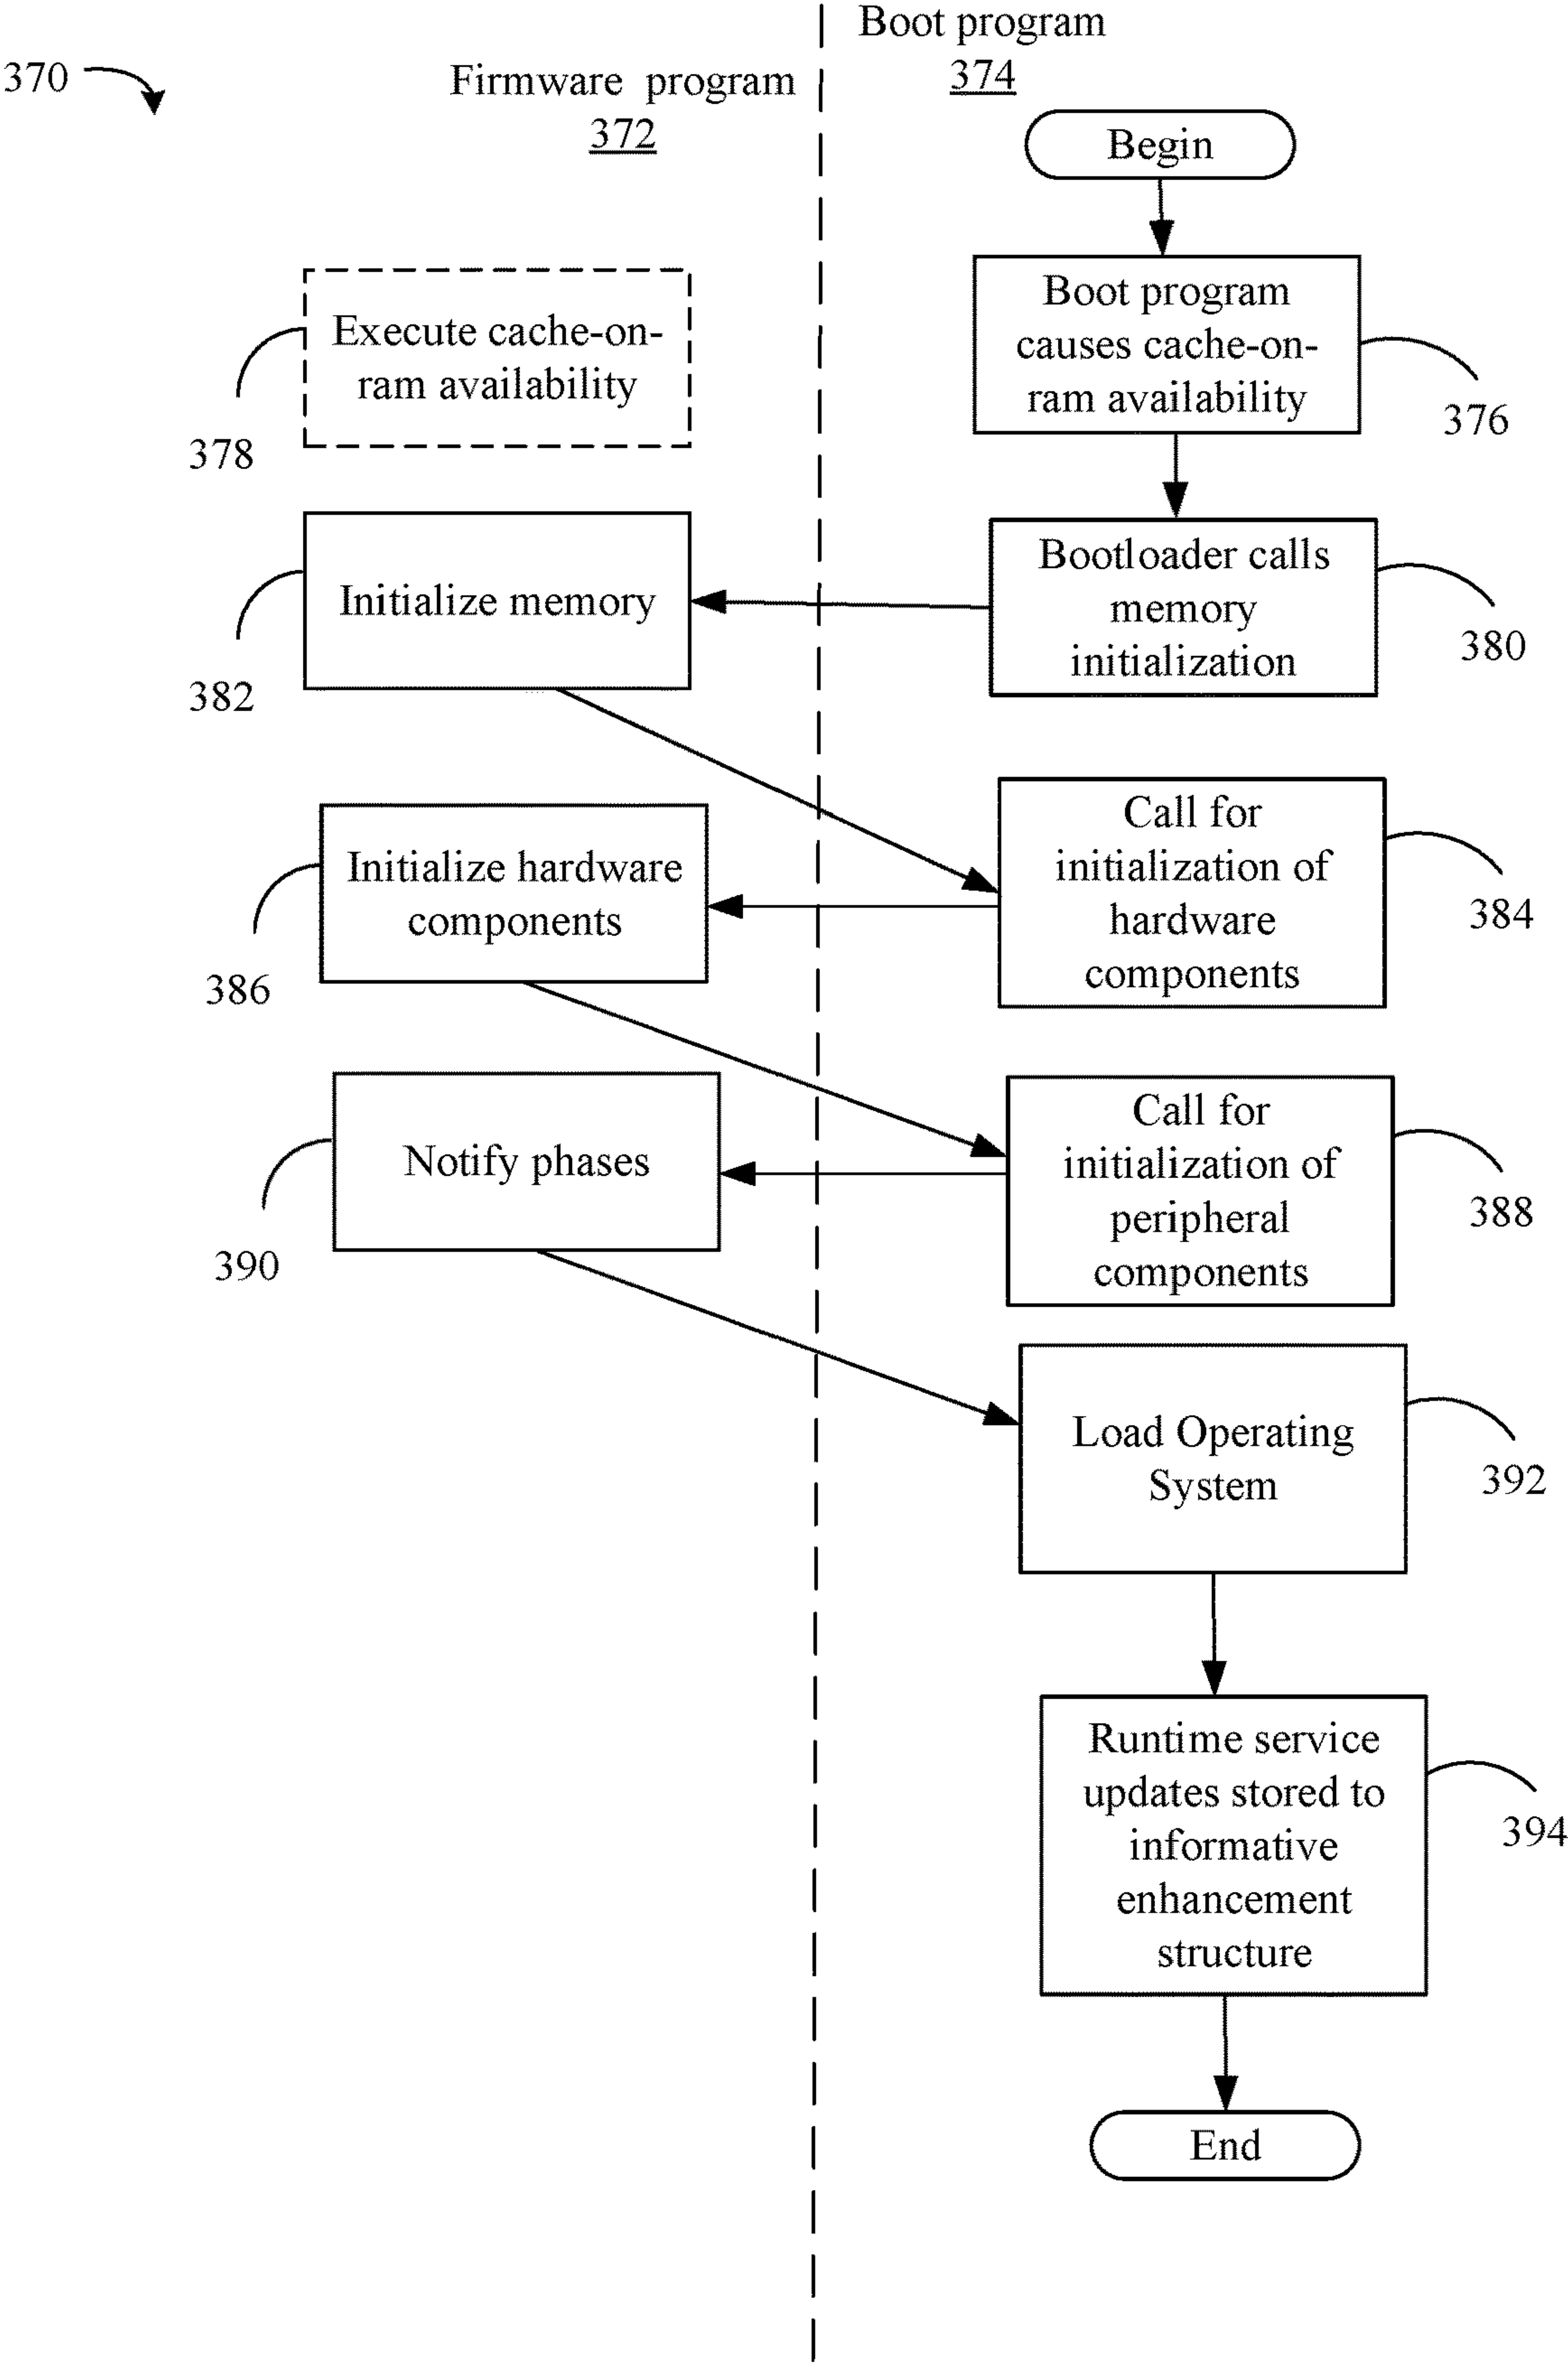 Boot program
374
370
Firmware program
372
Begin
Boot program
causes cache-on-
ram availability
376
Execute cache-on-
ram availability
378
Bootloader calls
memory
initialization
380
Initialize memory
382
Call for
initialization of
hardware
components
384
Initialize hardware
components
386
Call for
initialization of
peripheral
components
388
Notify phases
390
Load Operating
System
392
Runtime service
updates stored to
informative
enhancement
structure
394
End